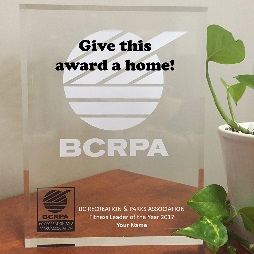 Give this
award a home!
BCRPA
BCRPA
BC RECREATION & PARKS ASSOCIATION
Fitness Leader of the Year 2017
Your Name